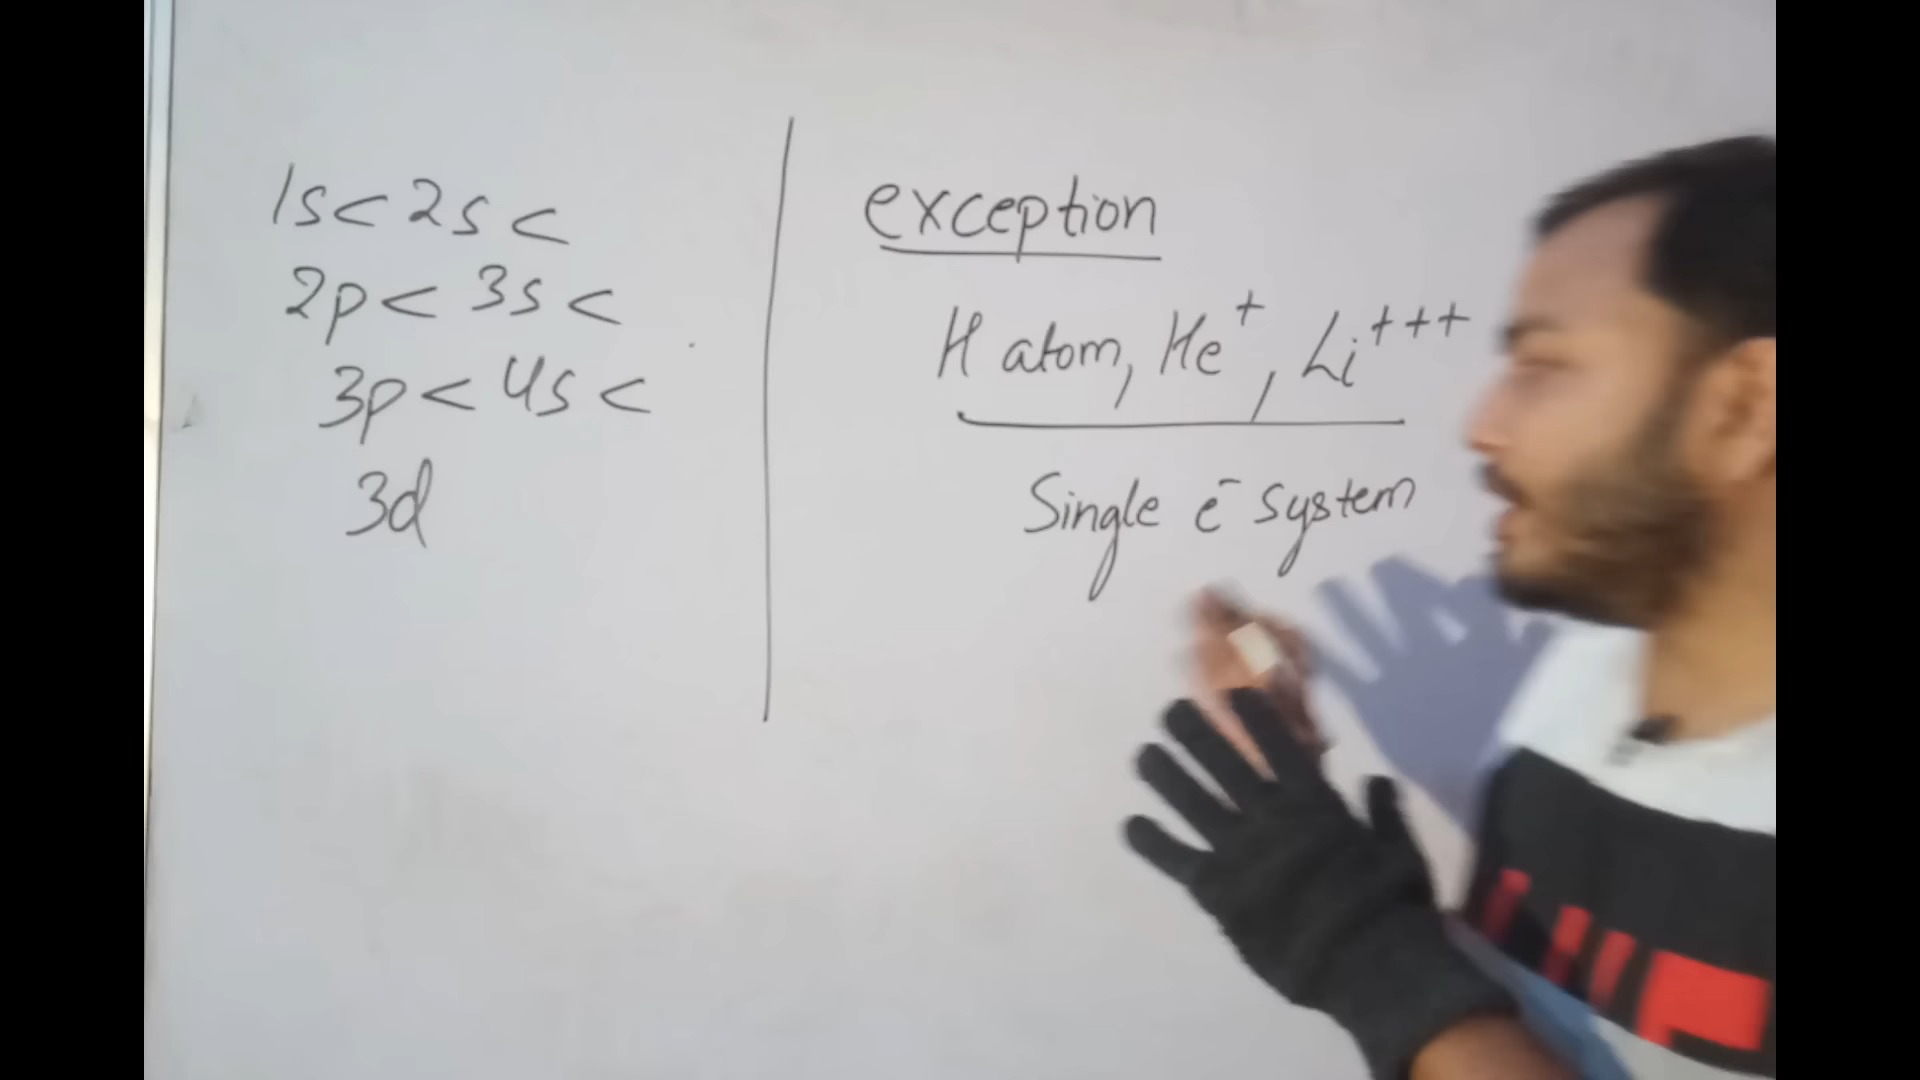 1s < 2s <
2p < 3s <
3p < 4s <
3d
exception
H atom, He⁺, Li⁺⁺⁺
Single e⁻ system